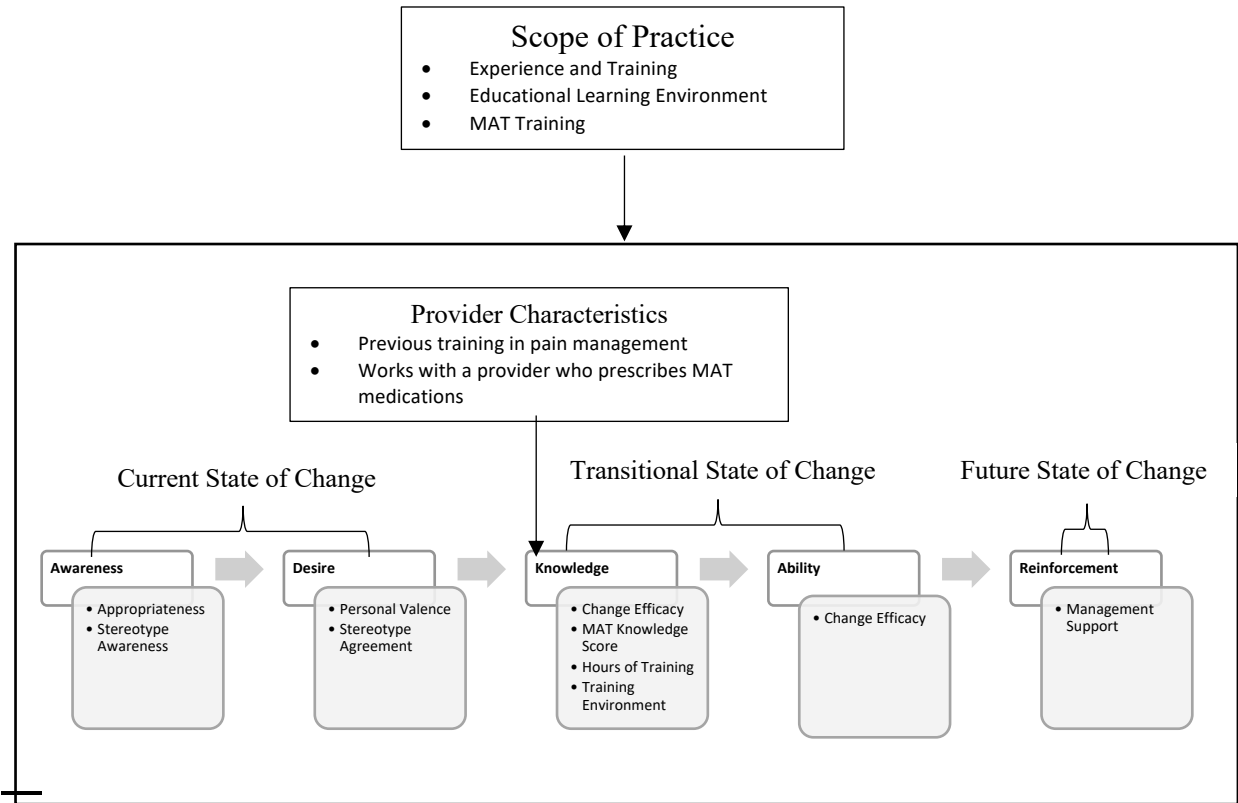 Scope of Practice
• Experience and Training
• Educational Learning Environment
• MAT Training
Provider Characteristics
• Previous training in pain management
• Works with a provider who prescribes MAT
medications
Current State of Change
Transitional State of Change
Future State of Change
Awareness
• Appropriateness
• Stereotype
Awareness
Desire
• Personal Valence
• Stereotype
Agreement
Knowledge
• Change Efficacy
• MAT Knowledge
Score
• Hours of Training
• Training
Environment
Ability
• Change Efficacy
Reinforcement
• Management
Support